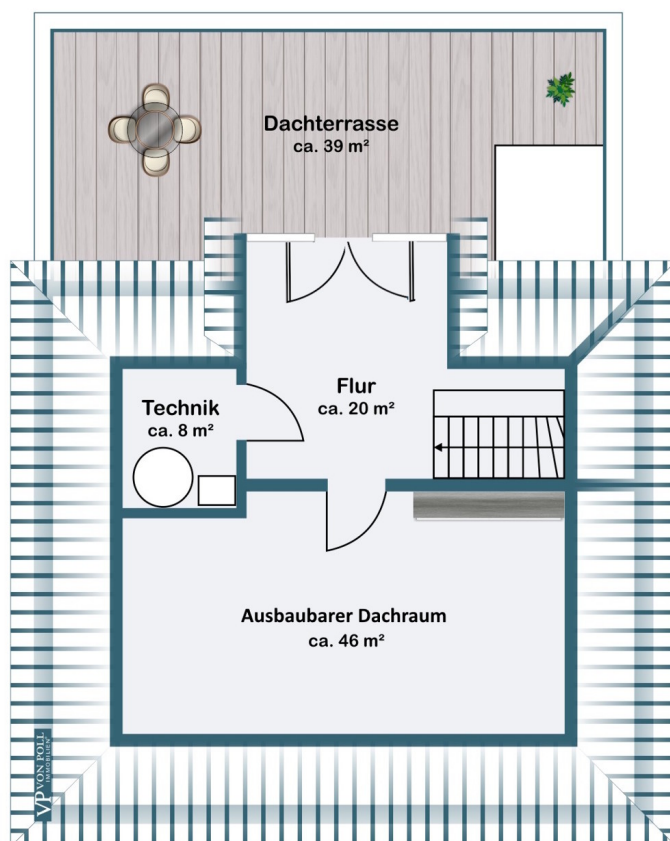 Dachterrasse
ca. 39 m²
Flur
ca. 20 m²
Technik
ca. 8 m²
Ausbaubarer Dachraum
ca. 46 m²
VP VON POLL
IMMOBILIEN